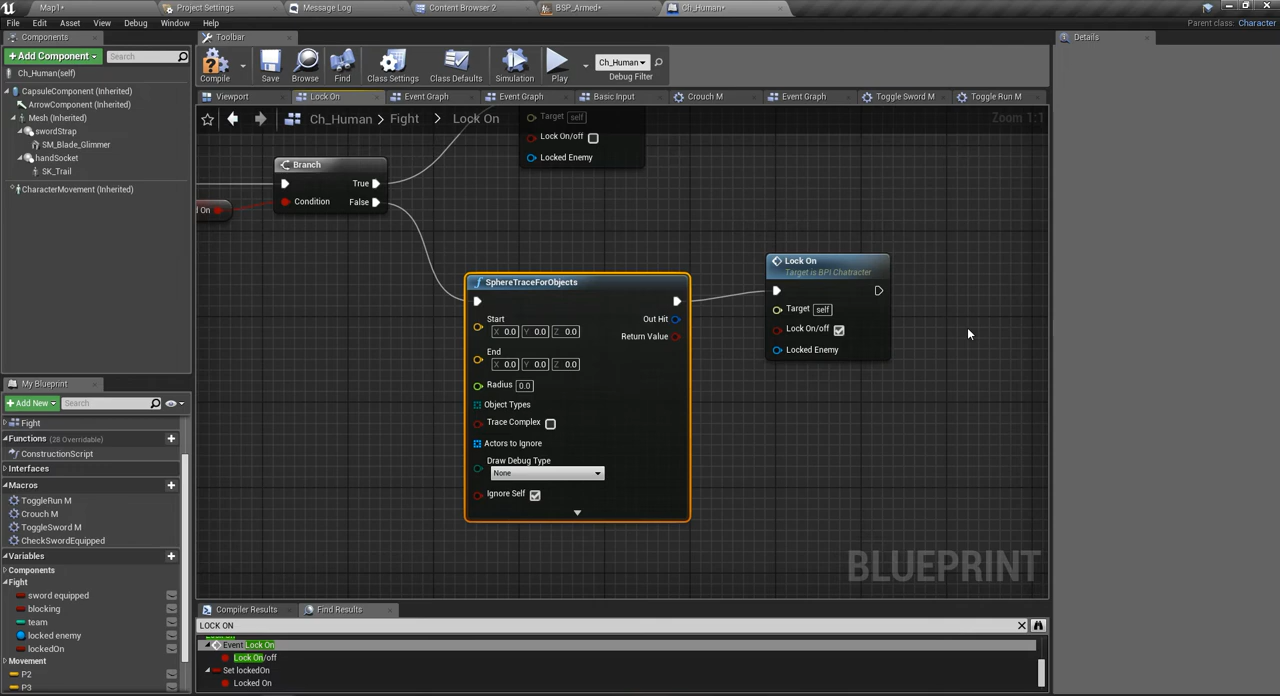 Map1*
Project Settings
Message Log
Content Browser 2
BSP_Armed*
Ch_Human*
File Edit Asset View Debug Window Help
Parent class: Character
Components
Toolbar
Details
+Add Component
Search
Ch_Human(self)
Compile
Save
Browse
Find
Class Settings
Class Defaults
Simulation
Play
Ch_Human
Debug Filter
CapsuleComponent (Inherited)
ArrowComponent (Inherited)
Mesh (Inherited)
swordStrap
SM_Blade_Glimmer
handSocket
SK_Trail
CharacterMovement (Inherited)
Viewport
Lock On
Event Graph
Event Graph
Basic Input
Crouch M
Event Graph
Toggle Sword M
Toggle Run M
Ch_Human > Fight > Lock On
Zoom 1:1
Target self
Lock On/off
Locked Enemy
Branch
True
Condition
False
d On
SphereTraceForObjects
Start
X 0.0 Y 0.0 Z 0.0
Out Hit
Return Value
End
X 0.0 Y 0.0 Z 0.0
Radius 0.0
Object Types
Trace Complex
Actors to Ignore
Draw Debug Type
None
Ignore Self
Lock On
Target is BPI Chatracter
Target self
Lock On/off
Locked Enemy
BLUEPRINT
My Blueprint
+Add New
Search
Fight
Functions (28 Overridable)
ConstructionScript
Interfaces
Macros
ToggleRun M
Crouch M
ToggleSword M
CheckSwordEquipped
Variables
Components
Fight
sword equipped
blocking
team
locked enemy
lockedOn
Movement
P2
P3
Compiler Results
Find Results
LOCK ON
Event Lock On
Lock On/off
Set lockedOn
Locked On